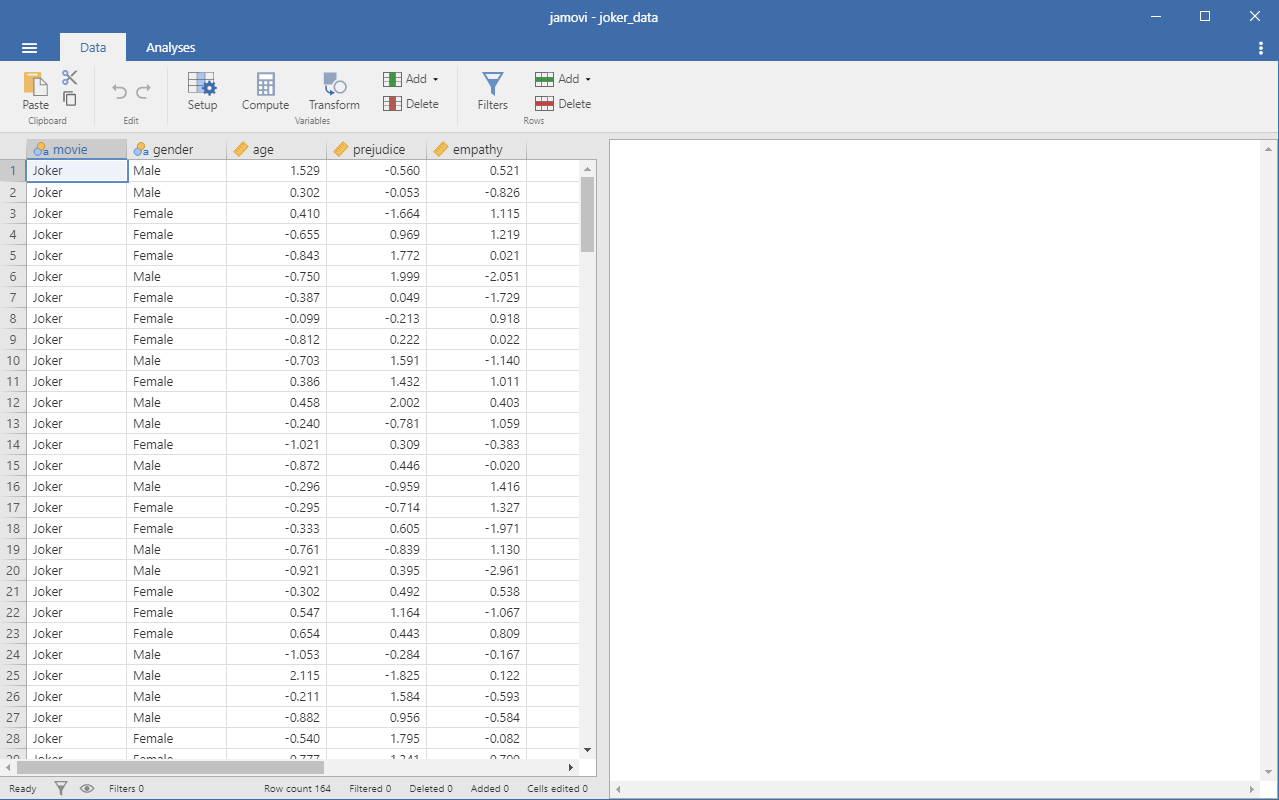 jamovi - joker_data
Data Analyses
Paste Setup Compute Transform Add Delete Filters Add Delete
Clipboard Edit Variables Rows
movie gender age prejudice empathy
1 Joker Male 1.529 -0.560 0.521
2 Joker Male 0.302 -0.053 -0.826
3 Joker Female 0.410 -1.664 1.115
4 Joker Female -0.655 0.969 1.219
5 Joker Female -0.843 1.772 0.021
6 Joker Male -0.750 1.999 -2.051
7 Joker Female -0.387 0.049 -1.729
8 Joker Female -0.099 -0.213 0.918
9 Joker Female -0.812 0.222 0.022
10 Joker Male -0.703 1.591 -1.140
11 Joker Female 0.386 1.432 1.011
12 Joker Male 0.458 2.002 0.403
13 Joker Male -0.240 -0.781 1.059
14 Joker Female -1.021 0.309 -0.383
15 Joker Male -0.872 0.446 -0.020
16 Joker Male -0.296 -0.959 1.416
17 Joker Female -0.295 -0.714 1.327
18 Joker Female -0.333 0.605 -1.971
19 Joker Male -0.761 -0.839 1.130
20 Joker Male -0.921 0.395 -2.961
21 Joker Female -0.302 0.492 0.538
22 Joker Female 0.547 1.164 -1.067
23 Joker Female 0.654 0.443 0.809
24 Joker Male -1.053 -0.284 -0.167
25 Joker Male 2.115 -1.825 0.122
26 Joker Male -0.211 1.584 -0.593
27 Joker Male -0.882 0.956 -0.584
28 Joker Female -0.540 1.795 -0.082
29 Joker Female
Ready Filters 0 Row count 164 Filtered 0 Deleted 0 Added 0 Cells edited 0